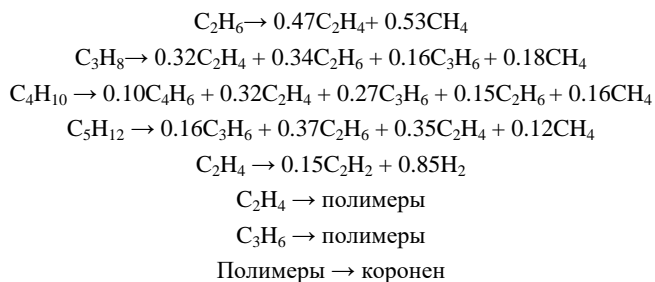 C₂H₆→ 0.47C₂H₄+ 0.53CH₄
C₃H₈→ 0.32C₂H₄ + 0.34C₂H₆ + 0.16C₃H₆ + 0.18CH₄
C₄H₁₀ → 0.10C₄H₆ + 0.32C₂H₄ + 0.27C₃H₆ + 0.15C₂H₆ + 0.16CH₄
C₅H₁₂ → 0.16C₃H₆ + 0.37C₂H₆ + 0.35C₂H₄ + 0.12CH₄
C₂H₄ → 0.15C₂H₂ + 0.85H₂
C₂H₄ → полимеры
C₃H₆ → полимеры
Полимеры → коронен